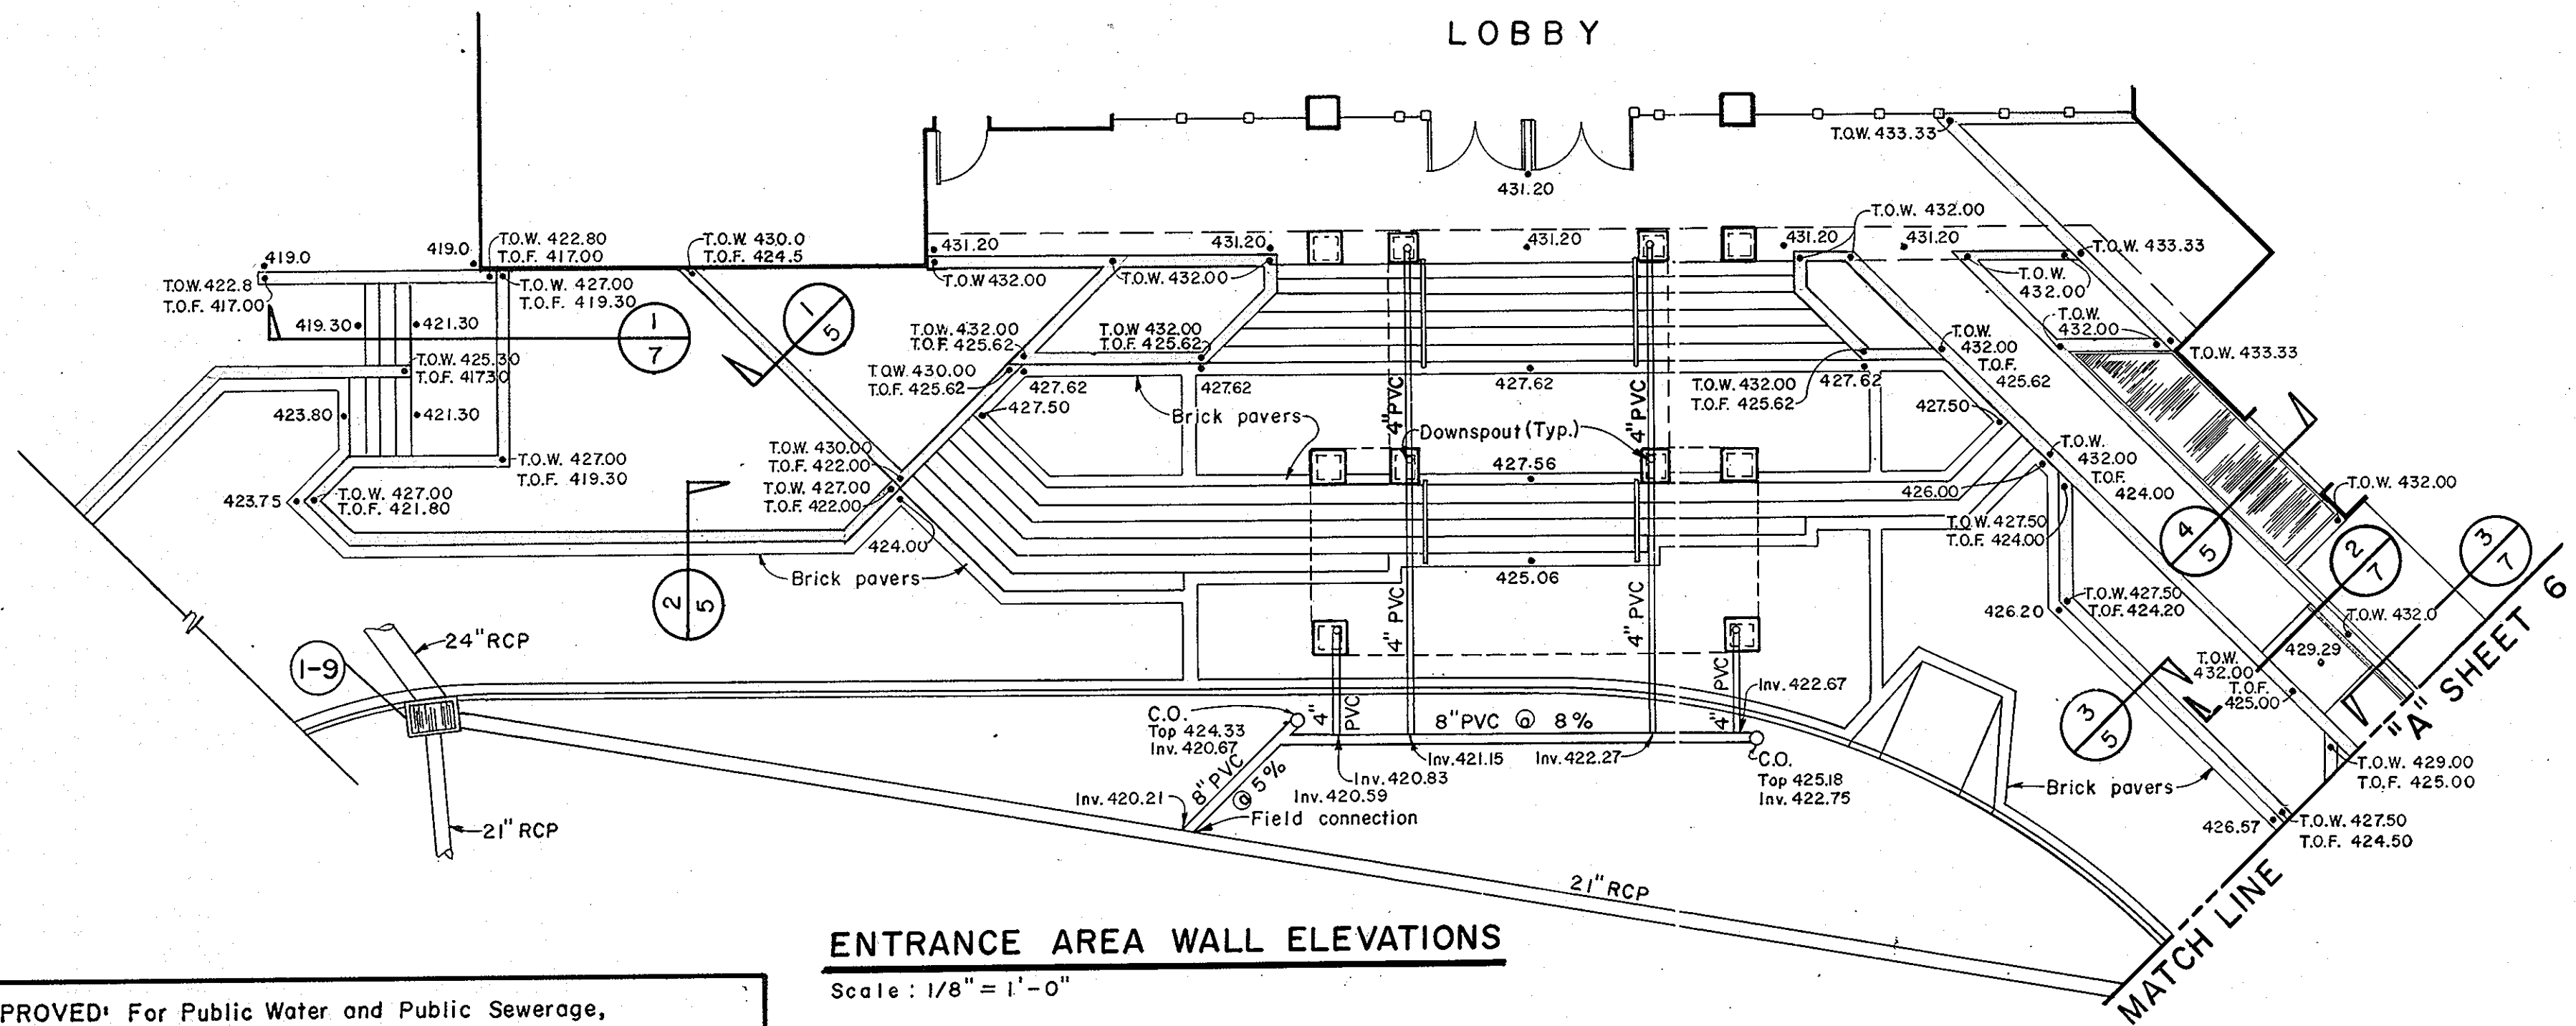 LOBBY
T.O.W. 433.33
431.20
T.O.W. 432.00
419.0
419.0
T.O.W. 422.80
T.O.F. 417.00
T.O.W. 430.0
T.O.F. 424.5
431.20
431.20
431.20
431.20
431.20
T.O.W. 433.33
T.O.W. 422.8
T.O.F. 417.00
T.O.W. 427.00
T.O.F. 419.30
T.O.W 432.00
T.O.W. 432.00
T.O.W.
432.00
419.30
421.30
1
7
1
5
T.O.W. 432.00
T.O.F. 425.62
T.O.W 432.00
T.O.F. 425.62
T.O.W.
432.00
T.O.F.
425.62
T.O.W.
432.00
T.O.W. 433.33
T.O.W. 425.30
T.O.F. 417.30
T.O.W. 430.00
T.O.F. 425.62
427.62
427.62
427.62
T.O.W. 432.00
T.O.F. 425.62
427.62
423.80
421.30
427.50
Brick pavers
4"PVC
Downspout (Typ.)
4"PVC
427.50
T.O.W. 427.00
T.O.F. 419.30
T.O.W. 430.00
T.O.F. 422.00
T.O.W. 427.00
T.O.F. 422.00
427.56
T.O.W.
432.00
T.O.F.
424.00
426.00
T.O.W. 432.00
423.75
T.O.W. 427.00
T.O.F. 421.80
424.00
T.O.W. 427.50
T.O.F. 424.00
4
5
2
7
3
7
Brick pavers
425.06
2
5
4" PVC
4" PVC
426.20
T.O.W. 427.50
T.O.F. 424.20
T.O.W. 432.0
24" RCP
1-9
429.29
T.O.W.
432.00
T.O.F.
425.00
C.O.
Top 424.33
Inv. 420.67
4"
PVC
8"PVC @ 8%
4"
PVC
Inv. 422.67
3
5
Inv. 421.15
Inv. 422.27
C.O.
Top 425.18
Inv. 422.75
Inv. 420.83
8" PVC
@ 5%
Inv. 420.21
Inv. 420.59
Field connection
Brick pavers
T.O.W. 429.00
T.O.F. 425.00
21" RCP
426.57
T.O.W. 427.50
T.O.F. 424.50
21" RCP
MATCH LINE "A" SHEET 6
ENTRANCE AREA WALL ELEVATIONS
Scale : 1/8" = 1'-0"
PROVED: For Public Water and Public Sewerage,